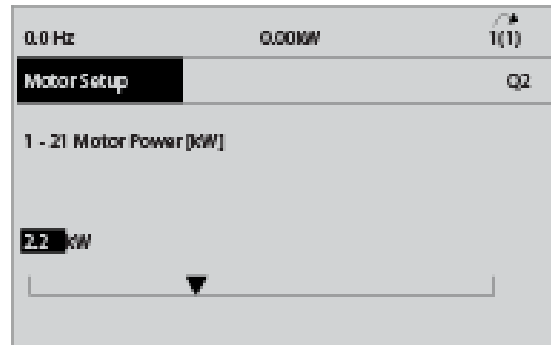 0.0 Hz 0.00kW 1(1)
Motor Setup Q2
1 - 21 Motor Power [kW]
2.2 kW